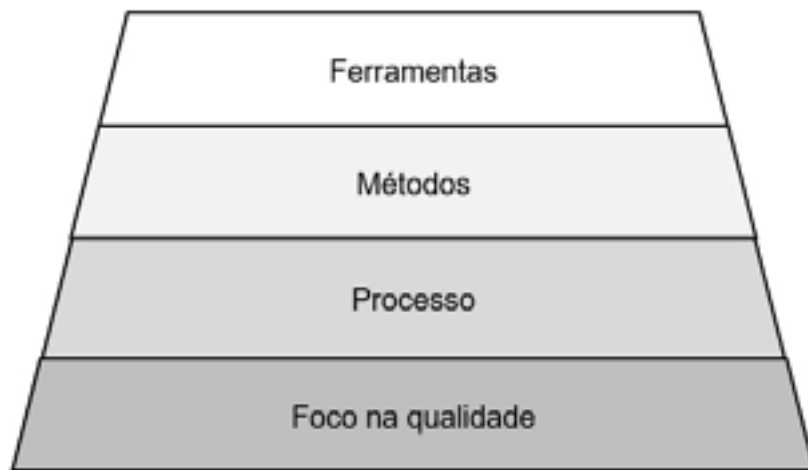 Ferramentas
Métodos
Processo
Foco na qualidade